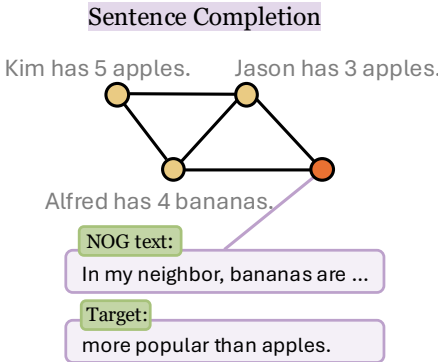 Sentence Completion
Kim has 5 apples.
Jason has 3 apples.
Alfred has 4 bananas.
NOG text:
In my neighbor, bananas are ...
Target:
more popular than apples.